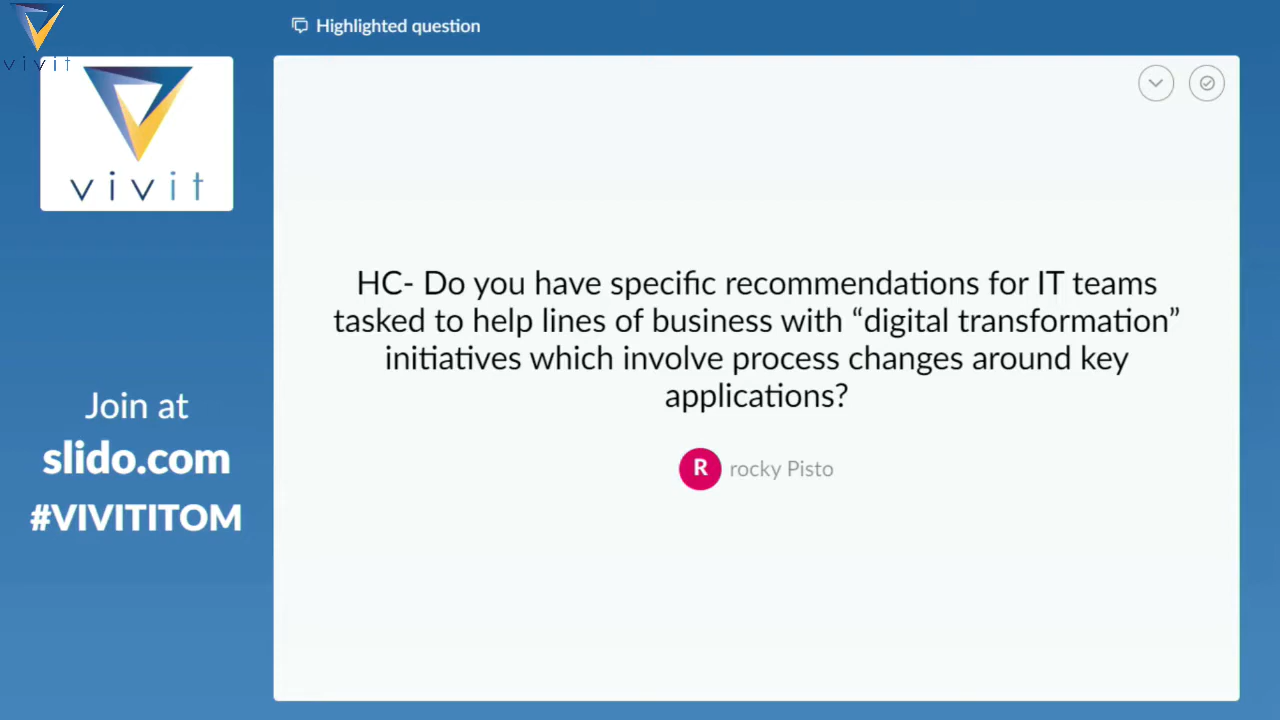 vivit
Highlighted question
vivit
HC- Do you have specific recommendations for IT teams
tasked to help lines of business with “digital transformation”
initiatives which involve process changes around key
applications?
R rocky Pisto
Join at
slido.com
#VIVITITOM